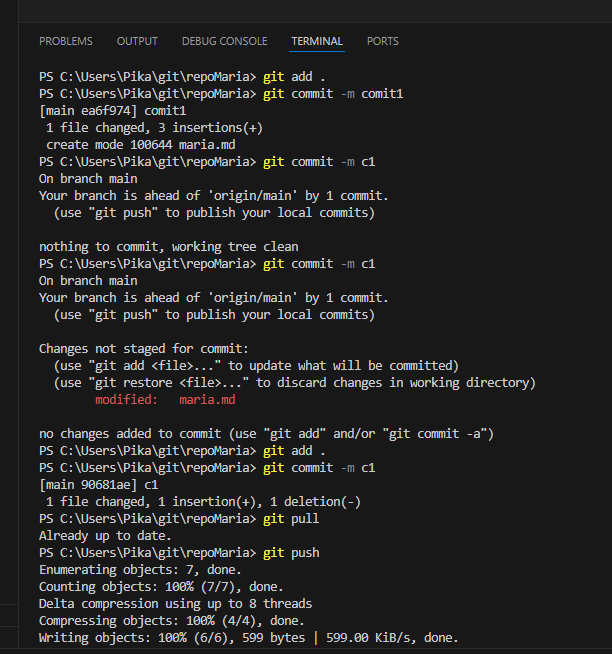 PROBLEMS OUTPUT DEBUG CONSOLE TERMINAL PORTS
PS C:\Users\Pika\git\repoMaria> git add .
PS C:\Users\Pika\git\repoMaria> git commit -m comit1
[main ea6f974] comit1
 1 file changed, 3 insertions(+)
 create mode 100644 maria.md
PS C:\Users\Pika\git\repoMaria> git commit -m c1
On branch main
Your branch is ahead of 'origin/main' by 1 commit.
  (use "git push" to publish your local commits)

nothing to commit, working tree clean
PS C:\Users\Pika\git\repoMaria> git commit -m c1
On branch main
Your branch is ahead of 'origin/main' by 1 commit.
  (use "git push" to publish your local commits)

Changes not staged for commit:
  (use "git add <file>..." to update what will be committed)
  (use "git restore <file>..." to discard changes in working directory)
        modified:   maria.md

no changes added to commit (use "git add" and/or "git commit -a")
PS C:\Users\Pika\git\repoMaria> git add .
PS C:\Users\Pika\git\repoMaria> git commit -m c1
[main 90681ae] c1
 1 file changed, 1 insertion(+), 1 deletion(-)
PS C:\Users\Pika\git\repoMaria> git pull
Already up to date.
PS C:\Users\Pika\git\repoMaria> git push
Enumerating objects: 7, done.
Counting objects: 100% (7/7), done.
Delta compression using up to 8 threads
Compressing objects: 100% (4/4), done.
Writing objects: 100% (6/6), 599 bytes | 599.00 KiB/s, done.